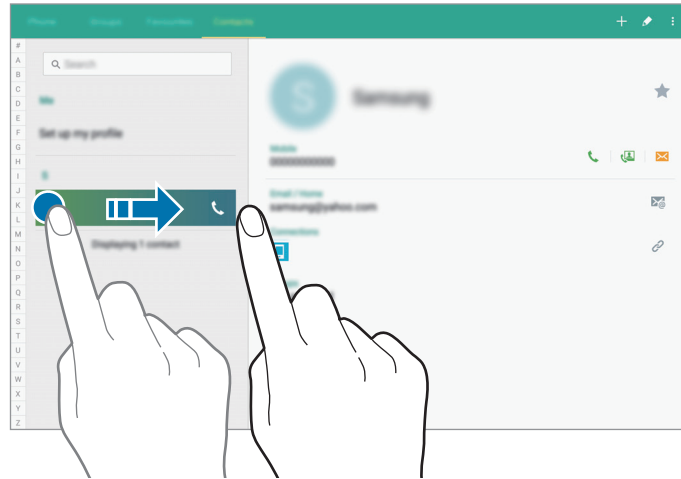 Phone Groups Favourites Contacts
#
A
B
C
D
E
F
G
H
I
J
K
L
M
N
O
P
Q
R
S
T
U
V
W
X
Y
Z
Search
Me
Set up my profile
S
Displaying 1 contact
S
Samsung
Mobile
0000000000
Email / Home
samsung@yahoo.com
Connections